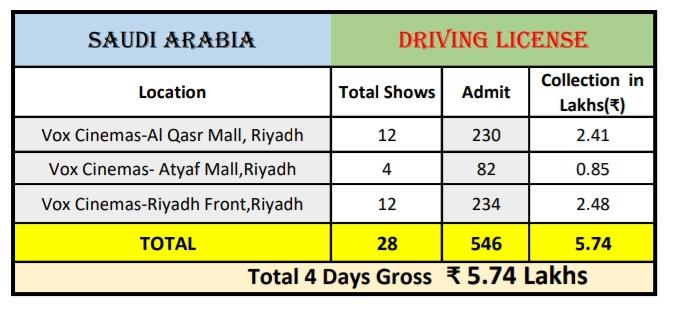 SAUDI ARABIA DRIVING LICENSE
Location Total Shows Admit Collection in
Lakhs(₹)
Vox Cinemas-Al Qasr Mall, Riyadh 12 230 2.41
Vox Cinemas- Atyaf Mall,Riyadh 4 82 0.85
Vox Cinemas-Riyadh Front,Riyadh 12 234 2.48
TOTAL 28 546 5.74
Total 4 Days Gross ₹ 5.74 Lakhs